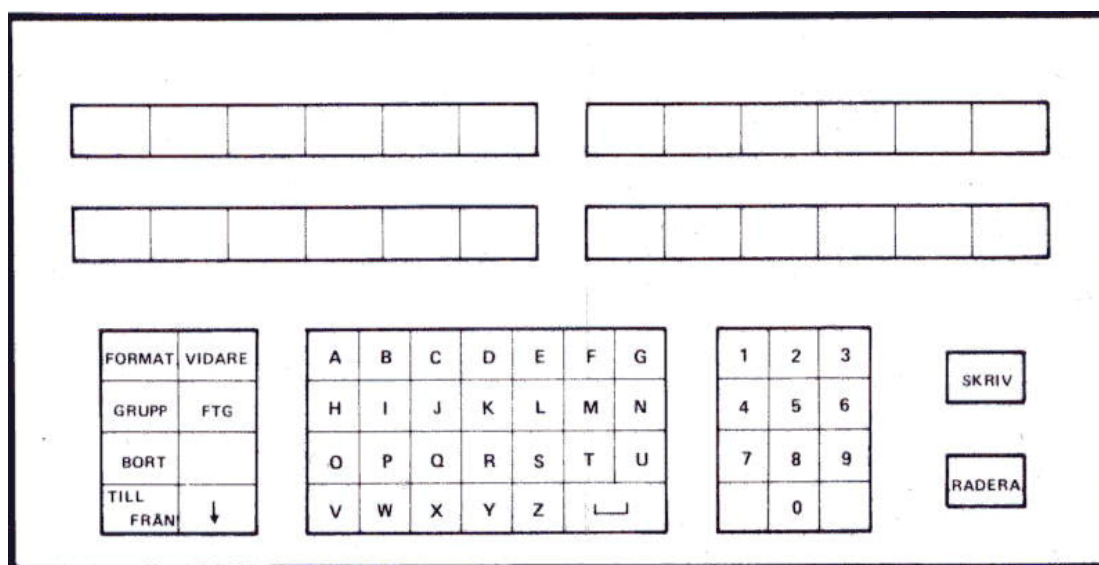 FORMAT VIDARE A B C D E F G 1 2 3
SKRIV
GRUPP FTG H I J K L M N 4 5 6
BORT O P Q R S T U 7 8 9
RADERA
TILL
FRÅN ↓ V W X Y Z 0